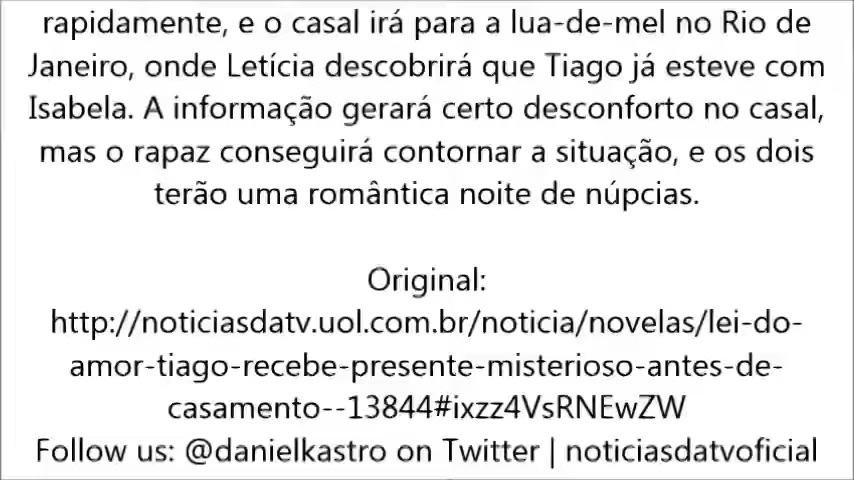 rapidamente, e o casal irá para a lua-de-mel no Rio de
Janeiro, onde Letícia descobrirá que Tiago já esteve com
Isabela. A informação gerará certo desconforto no casal,
mas o rapaz conseguirá contornar a situação, e os dois
terão uma romântica noite de núpcias.
Original:
http://noticiasdatv.uol.com.br/noticia/novelas/lei-do-
amor-tiago-recebe-presente-misterioso-antes-de-
casamento--13844#ixzz4VsRNEwZW
Follow us: @danielkastro on Twitter | noticiasdatvoficial